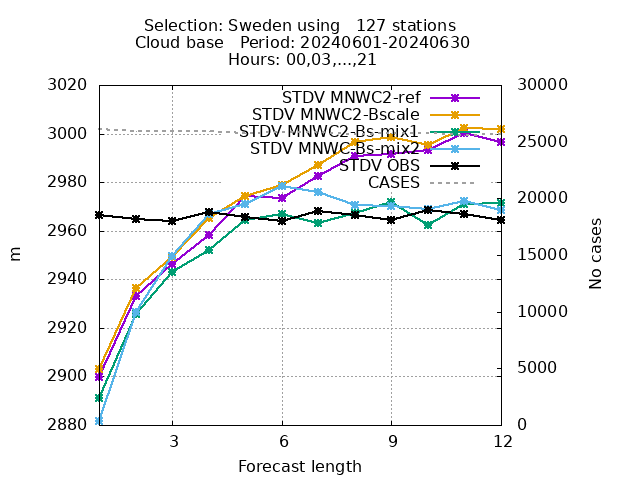 Selection: Sweden using   127 stations
Cloud base   Period: 20240601-20240630
Hours: 00,03,...,21
3020
3000
2980
2960
2940
2920
2900
2880
m
30000
25000
20000
15000
10000
5000
0
No cases
STDV MNWC2-ref
STDV MNWC2-Bscale
STDV MNWC2-Bs-mix1
STDV MNWC-Bs-mix2
STDV OBS
CASES
3
6
9
12
Forecast length